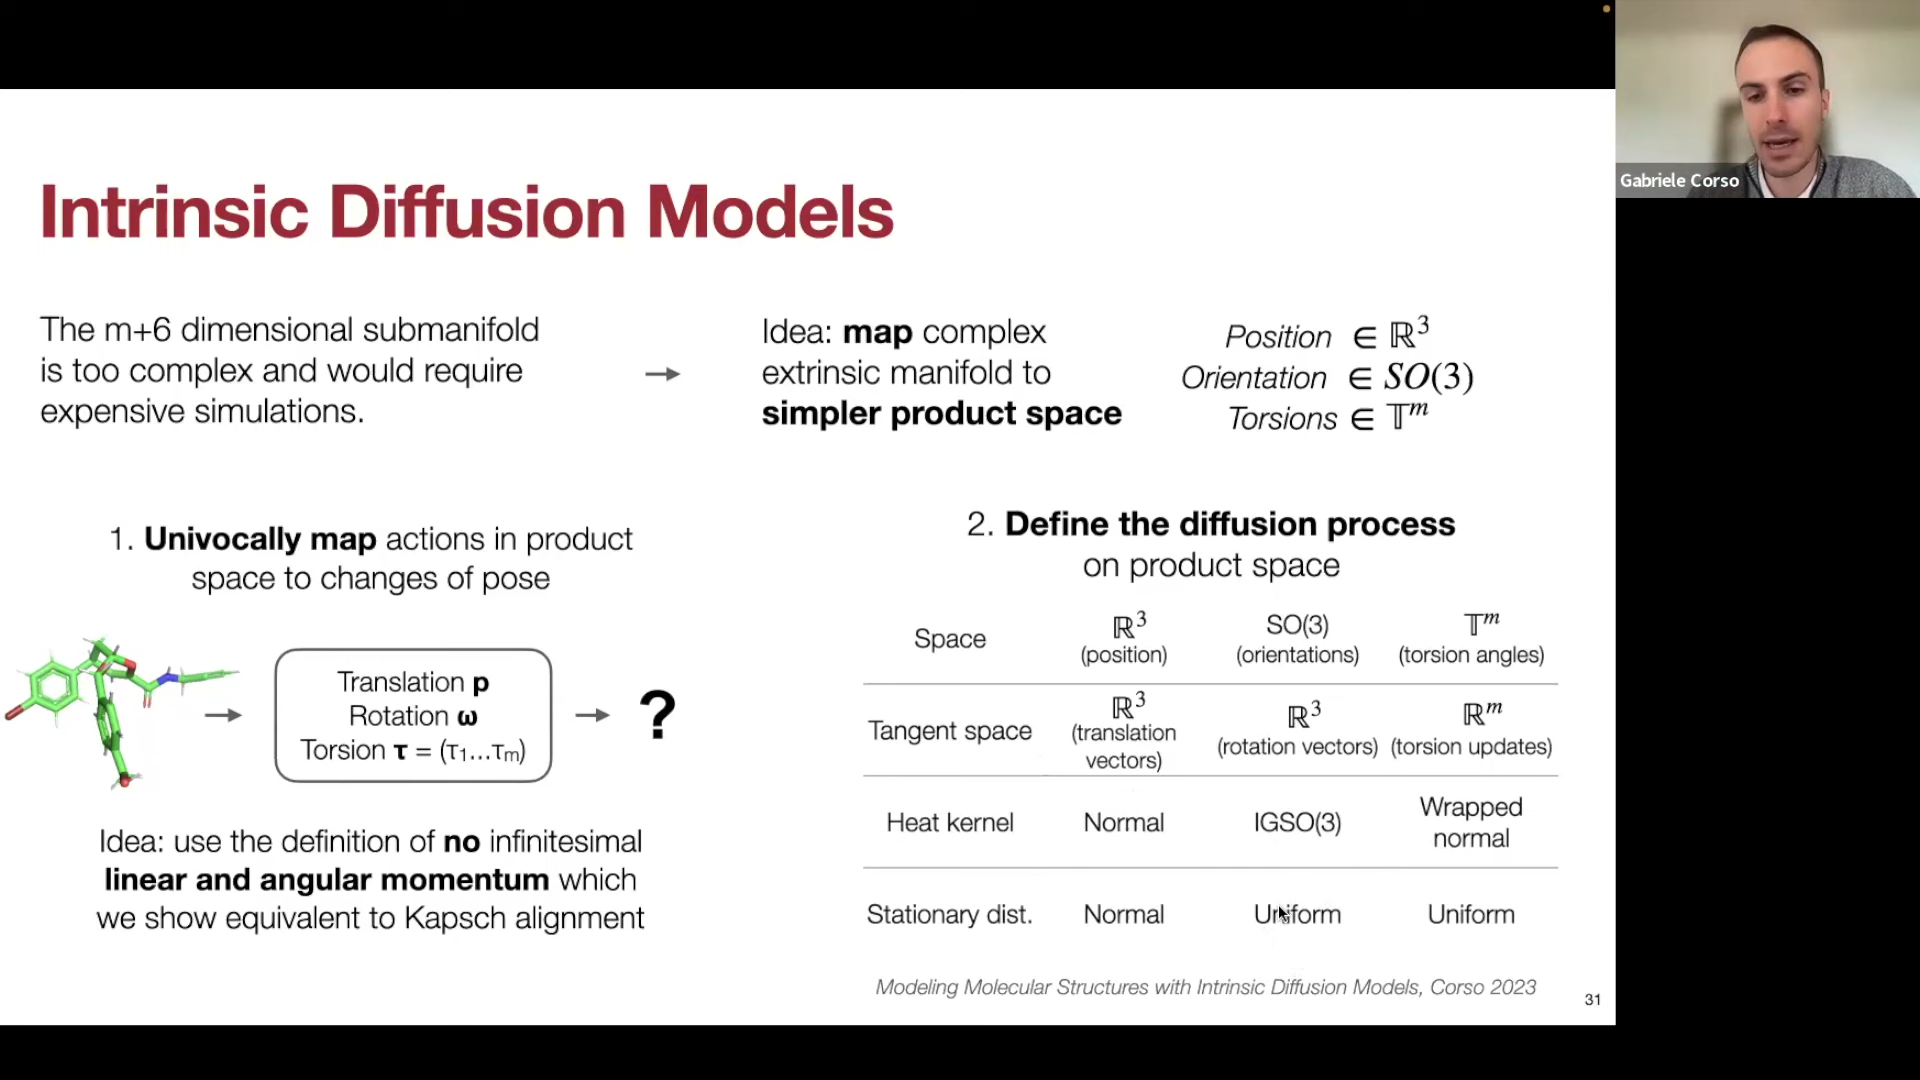 Gabriele Corso
Intrinsic Diffusion Models
The m+6 dimensional submanifold
is too complex and would require
expensive simulations.
→
Idea: map complex
extrinsic manifold to
simpler product space
Position ∈ ℝ³
Orientation ∈ SO(3)
Torsions ∈ 𝕋ᵐ
1. Univocally map actions in product
space to changes of pose
Translation p
Rotation ω
Torsion τ = (τ₁...τₘ)
?
Idea: use the definition of no infinitesimal
linear and angular momentum which
we show equivalent to Kapsch alignment
2. Define the diffusion process
on product space
Space ℝ³ (position) SO(3) (orientations) 𝕋ᵐ (torsion angles)
Tangent space ℝ³ (translation vectors) ℝ³ (rotation vectors) ℝᵐ (torsion updates)
Heat kernel Normal IGSO(3) Wrapped normal
Stationary dist. Normal Uniform Uniform
Modeling Molecular Structures with Intrinsic Diffusion Models, Corso 2023
31